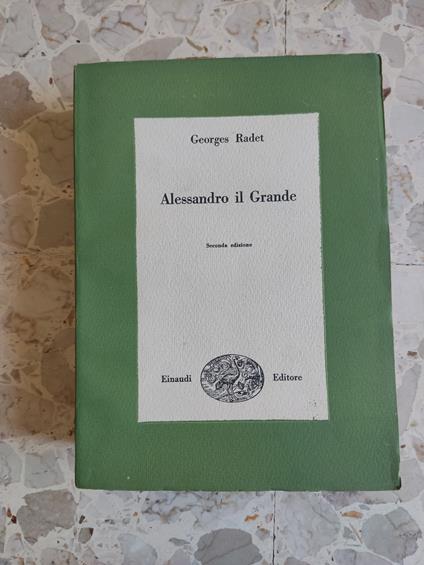 Georges Radet
Alessandro il Grande
Seconda edizione
Einaudi Editore